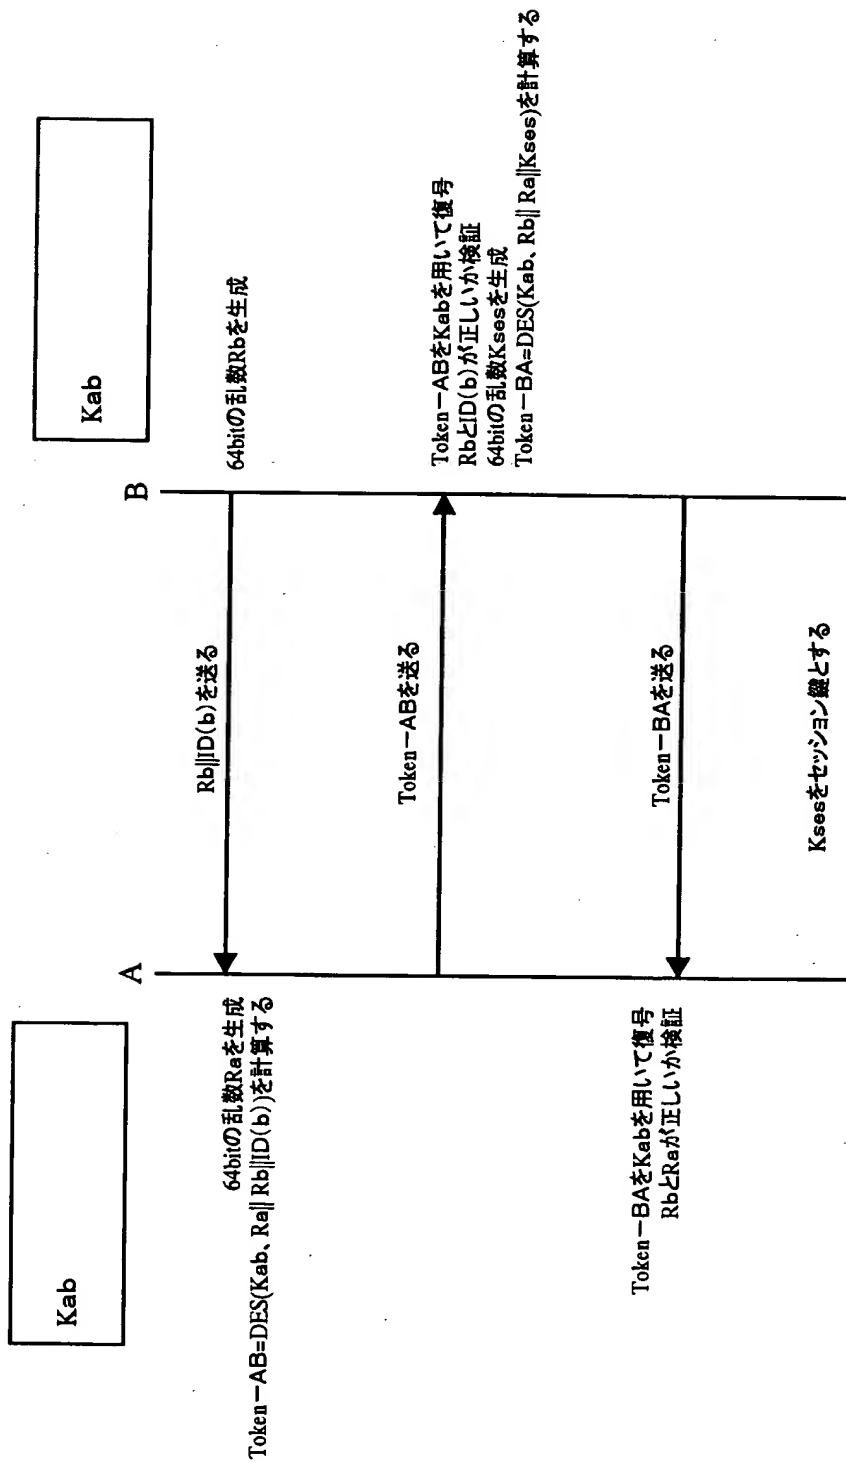 Kab
Kab
A
B
64bitの乱数Rbを生成
Rb||ID(b)を送る
64bitの乱数Raを生成
Token－AB=DES(Kab、Ra|| Rb||ID(b))を計算する
Token－ABを送る
Token－ABをKabを用いて復号
RbとID(b)が正しいか検証
64bitの乱数Ksesを生成
Token－BA=DES(Kab、Rb|| Ra||Kses)を計算する
Token－BAを送る
Token－BAをKabを用いて復号
RbとRaが正しいか検証
Ksesをセッション鍵とする